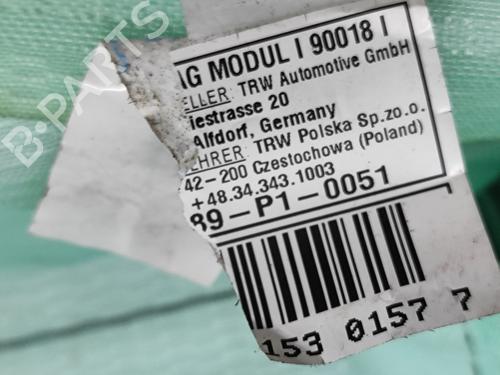 AG MODUL I 90018 I
ELLER: TRW Automotive GmbH
iestrasse 20
Alfdorf, Germany
EHRER: TRW Polska Sp.zo.o.
42-200 Czestochowa (Poland)
+48.34.343.1003
89-P1-0051
153 0157 7
B-PARTS